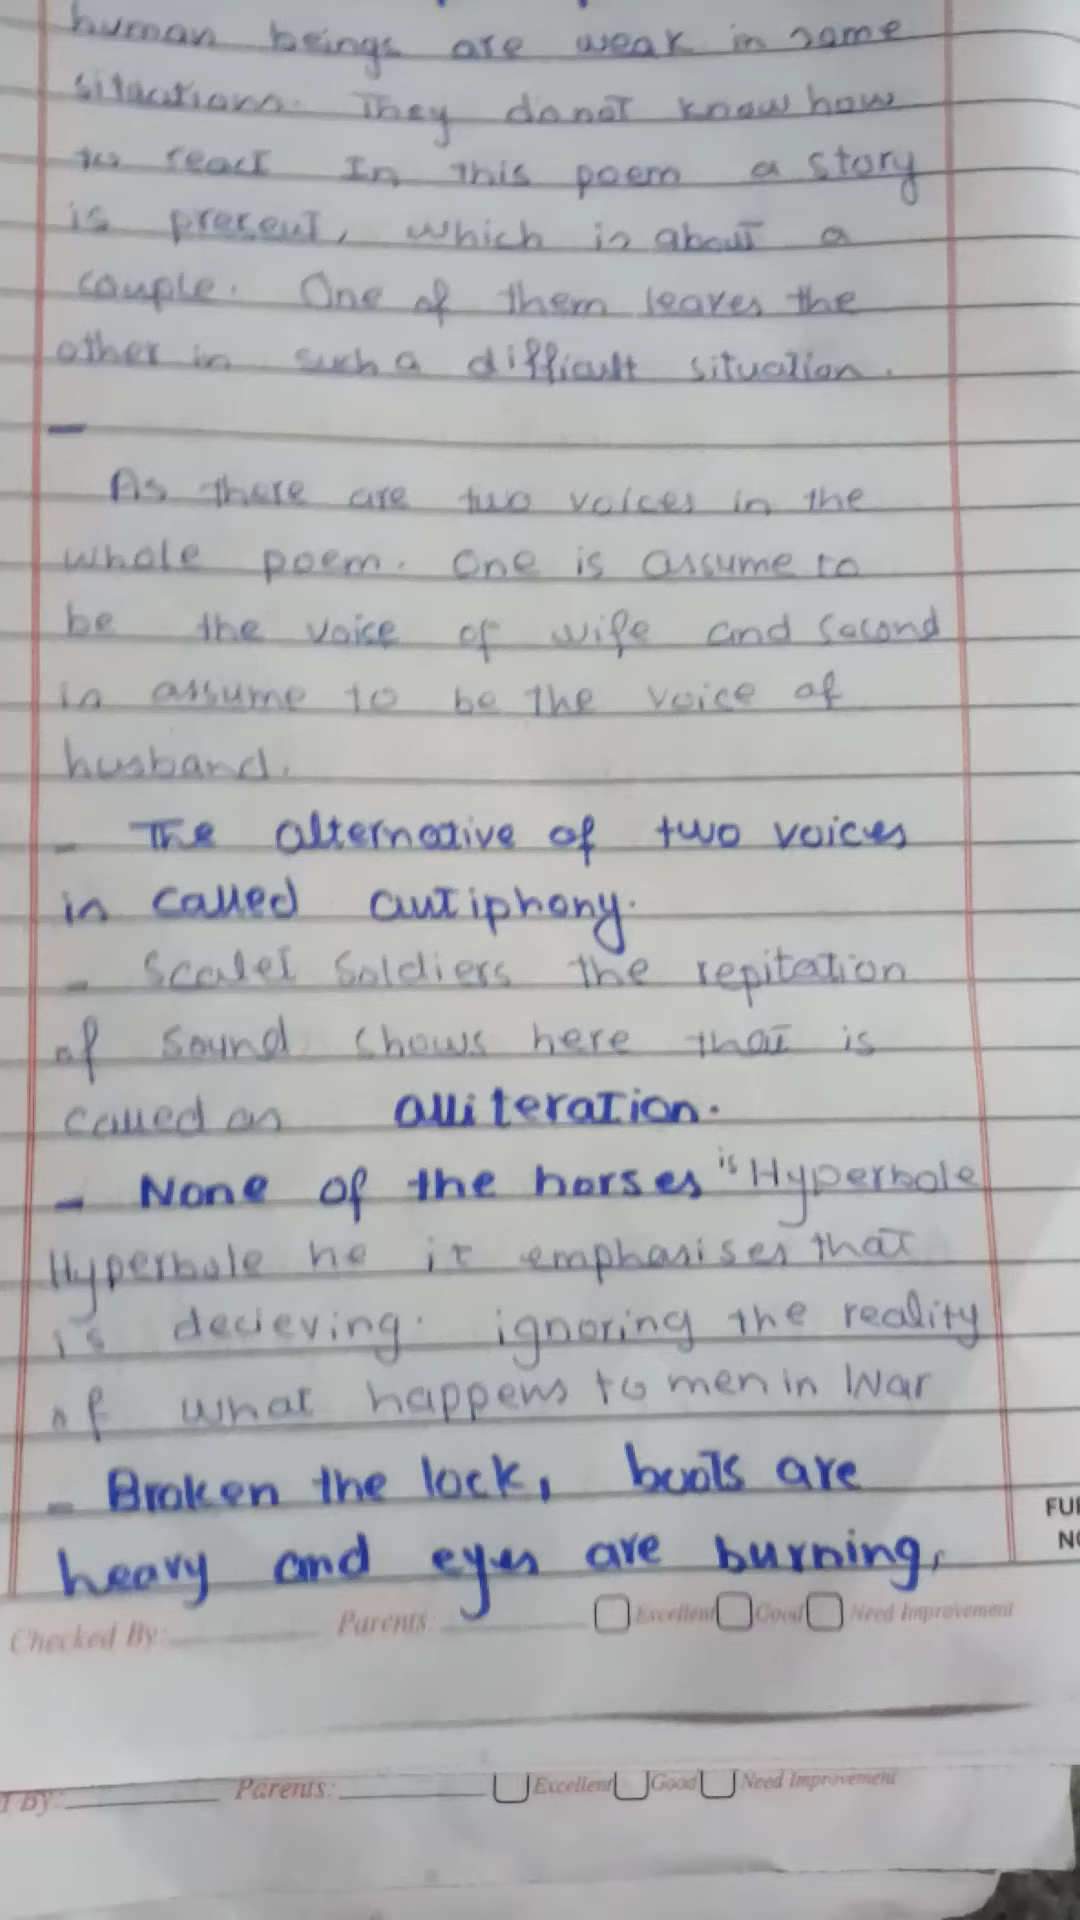 human beings are weak in some
situations. They donot know how
to react In this poem a story
is present, which is about a
couple. One of them leaves the
other in such a difficult situation.
-
As there are two voices in the
whole poem. One is assume to
be the voice of wife and second
is assume to be the voice of
husband.
- The alternative of two voices
is called antiphony.
- Scalet Soldiers the repitation
of sound shows here that is
called as alliteration.
- None of the horses is Hyperbole
Hyperbole he it emphasises that
is decieving. ignoring the reality
of what happens to men in War
- Broken the lock, boots are
heavy and eyes are burning,
FU
NO
Checked By: Parents: Excellent Good Need Improvement
By: Parents: Excellent Good Need Improvement